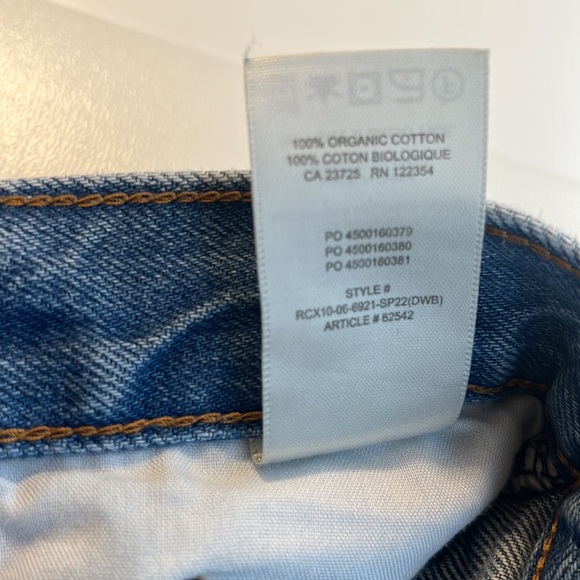 100% ORGANIC COTTON
100% COTON BIOLOGIQUE
CA 23725 RN 122354
PO 4500160379
PO 4500160380
PO 4500160381
STYLE #
RCX10-06-6921-SP22(DWB)
ARTICLE # 62542